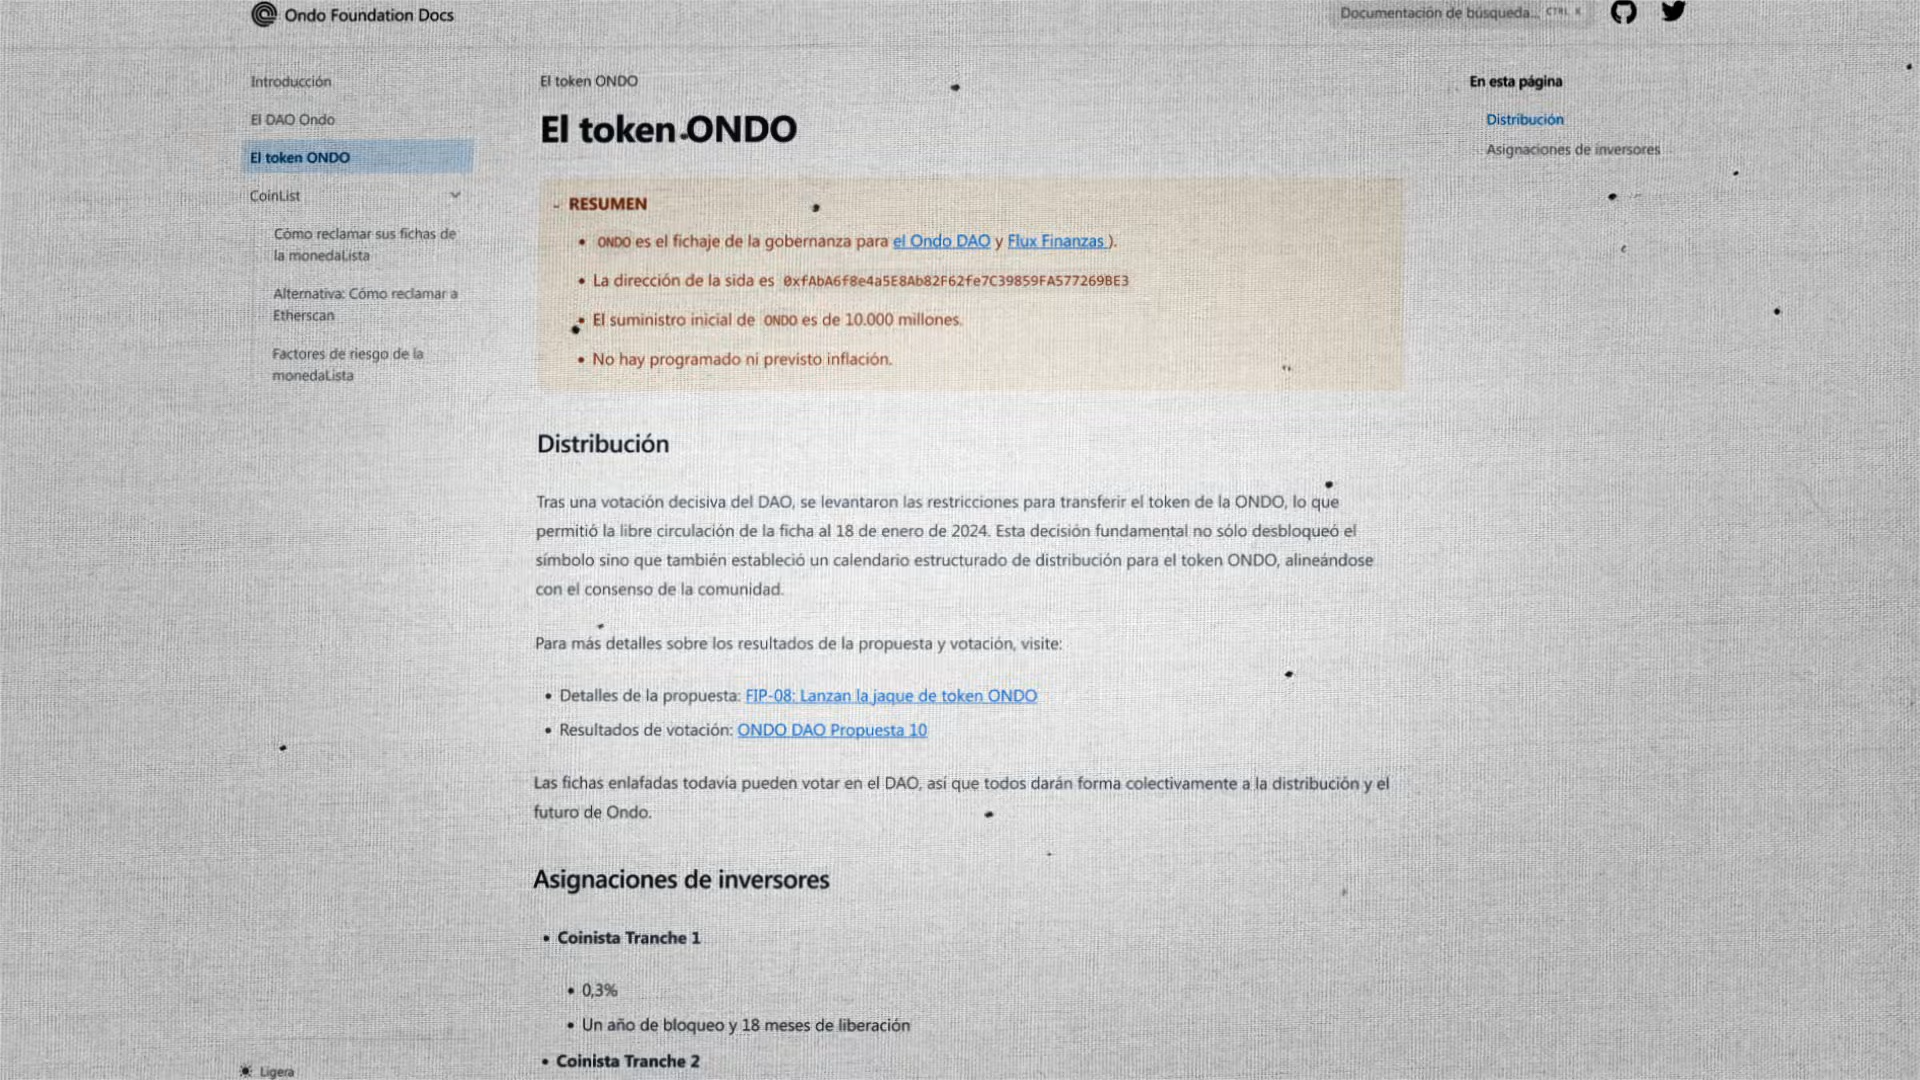 Ondo Foundation Docs
Documentación de búsqueda... CTRL K
Introducción
El DAO Ondo
El token ONDO
CoinList
Cómo reclamar sus fichas de
la monedaLista
Alternativa: Cómo reclamar a
Etherscan
Factores de riesgo de la
monedaLista
Ligera
El token ONDO
El token ONDO
RESUMEN
• ONDO es el fichaje de la gobernanza para el Ondo DAO y Flux Finanzas ).
• La dirección de la sida es 0xfAbA6f8e4a5E8Ab82F62fe7C39859FA577269BE3
• El suministro inicial de ONDO es de 10.000 millones.
• No hay programado ni previsto inflación.
Distribución
Tras una votación decisiva del DAO, se levantaron las restricciones para transferir el token de la ONDO, lo que
permitió la libre circulación de la ficha al 18 de enero de 2024. Esta decisión fundamental no sólo desbloqueó el
símbolo sino que también estableció un calendario estructurado de distribución para el token ONDO, alineándose
con el consenso de la comunidad.
Para más detalles sobre los resultados de la propuesta y votación, visite:
• Detalles de la propuesta: FIP-08: Lanzan la jaque de token ONDO
• Resultados de votación: ONDO DAO Propuesta 10
Las fichas enlafadas todavía pueden votar en el DAO, así que todos darán forma colectivamente a la distribución y el
futuro de Ondo.
Asignaciones de inversores
• Coinista Tranche 1
• 0,3%
• Un año de bloqueo y 18 meses de liberación
• Coinista Tranche 2
En esta página
Distribución
Asignaciones de inversores